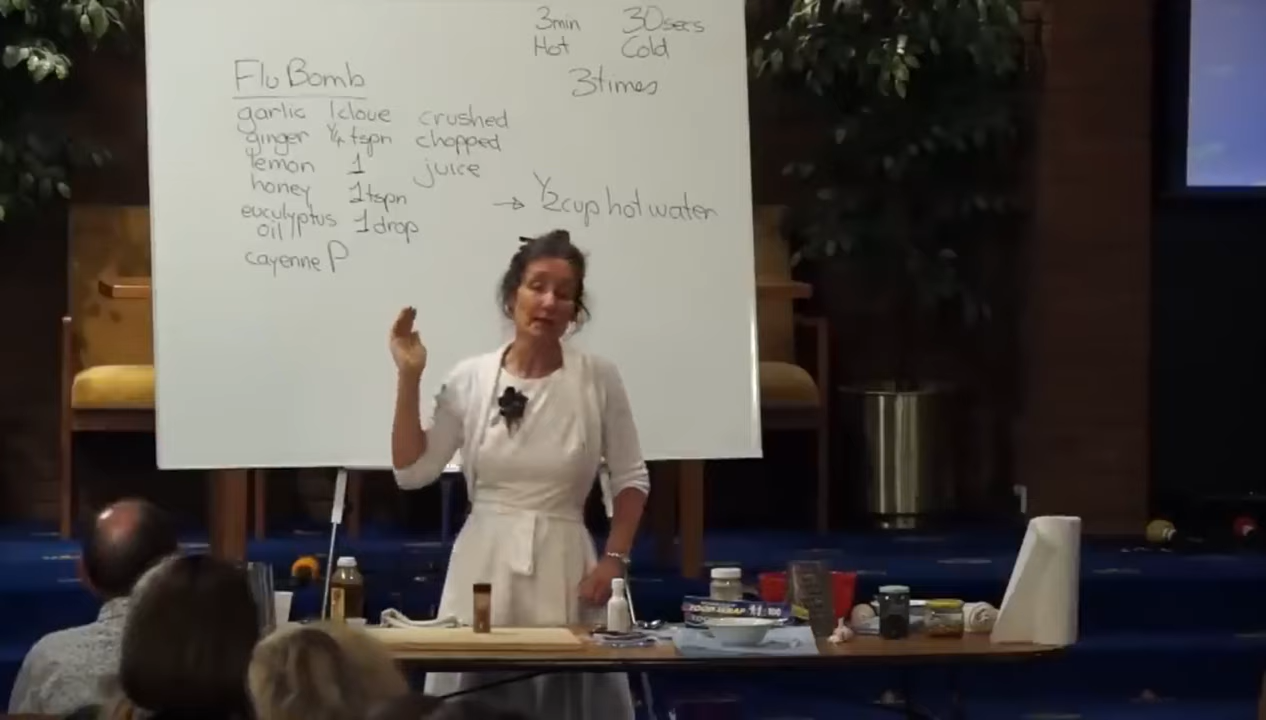 3min 30secs
Hot Cold
3times
Flu Bomb
garlic 1clove crushed
ginger 1/4 tspn chopped
lemon 1 juice
honey 1tspn
→ 1/2cup hot water
euculyptus 1drop
oil
cayenne P